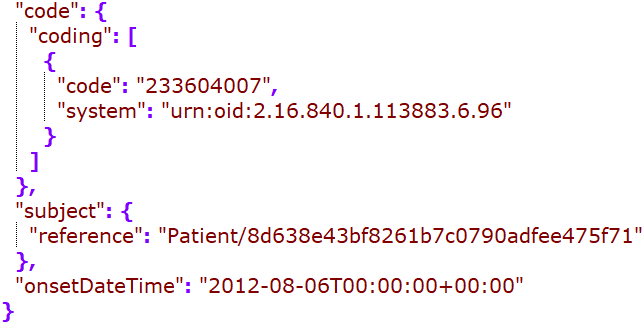 "code": {
"coding": [
{
"code": "233604007",
"system": "urn:oid:2.16.840.1.113883.6.96"
}
]
},
"subject": {
"reference": "Patient/8d638e43bf8261b7c0790adfee475f71"
},
"onsetDateTime": "2012-08-06T00:00:00+00:00"
}